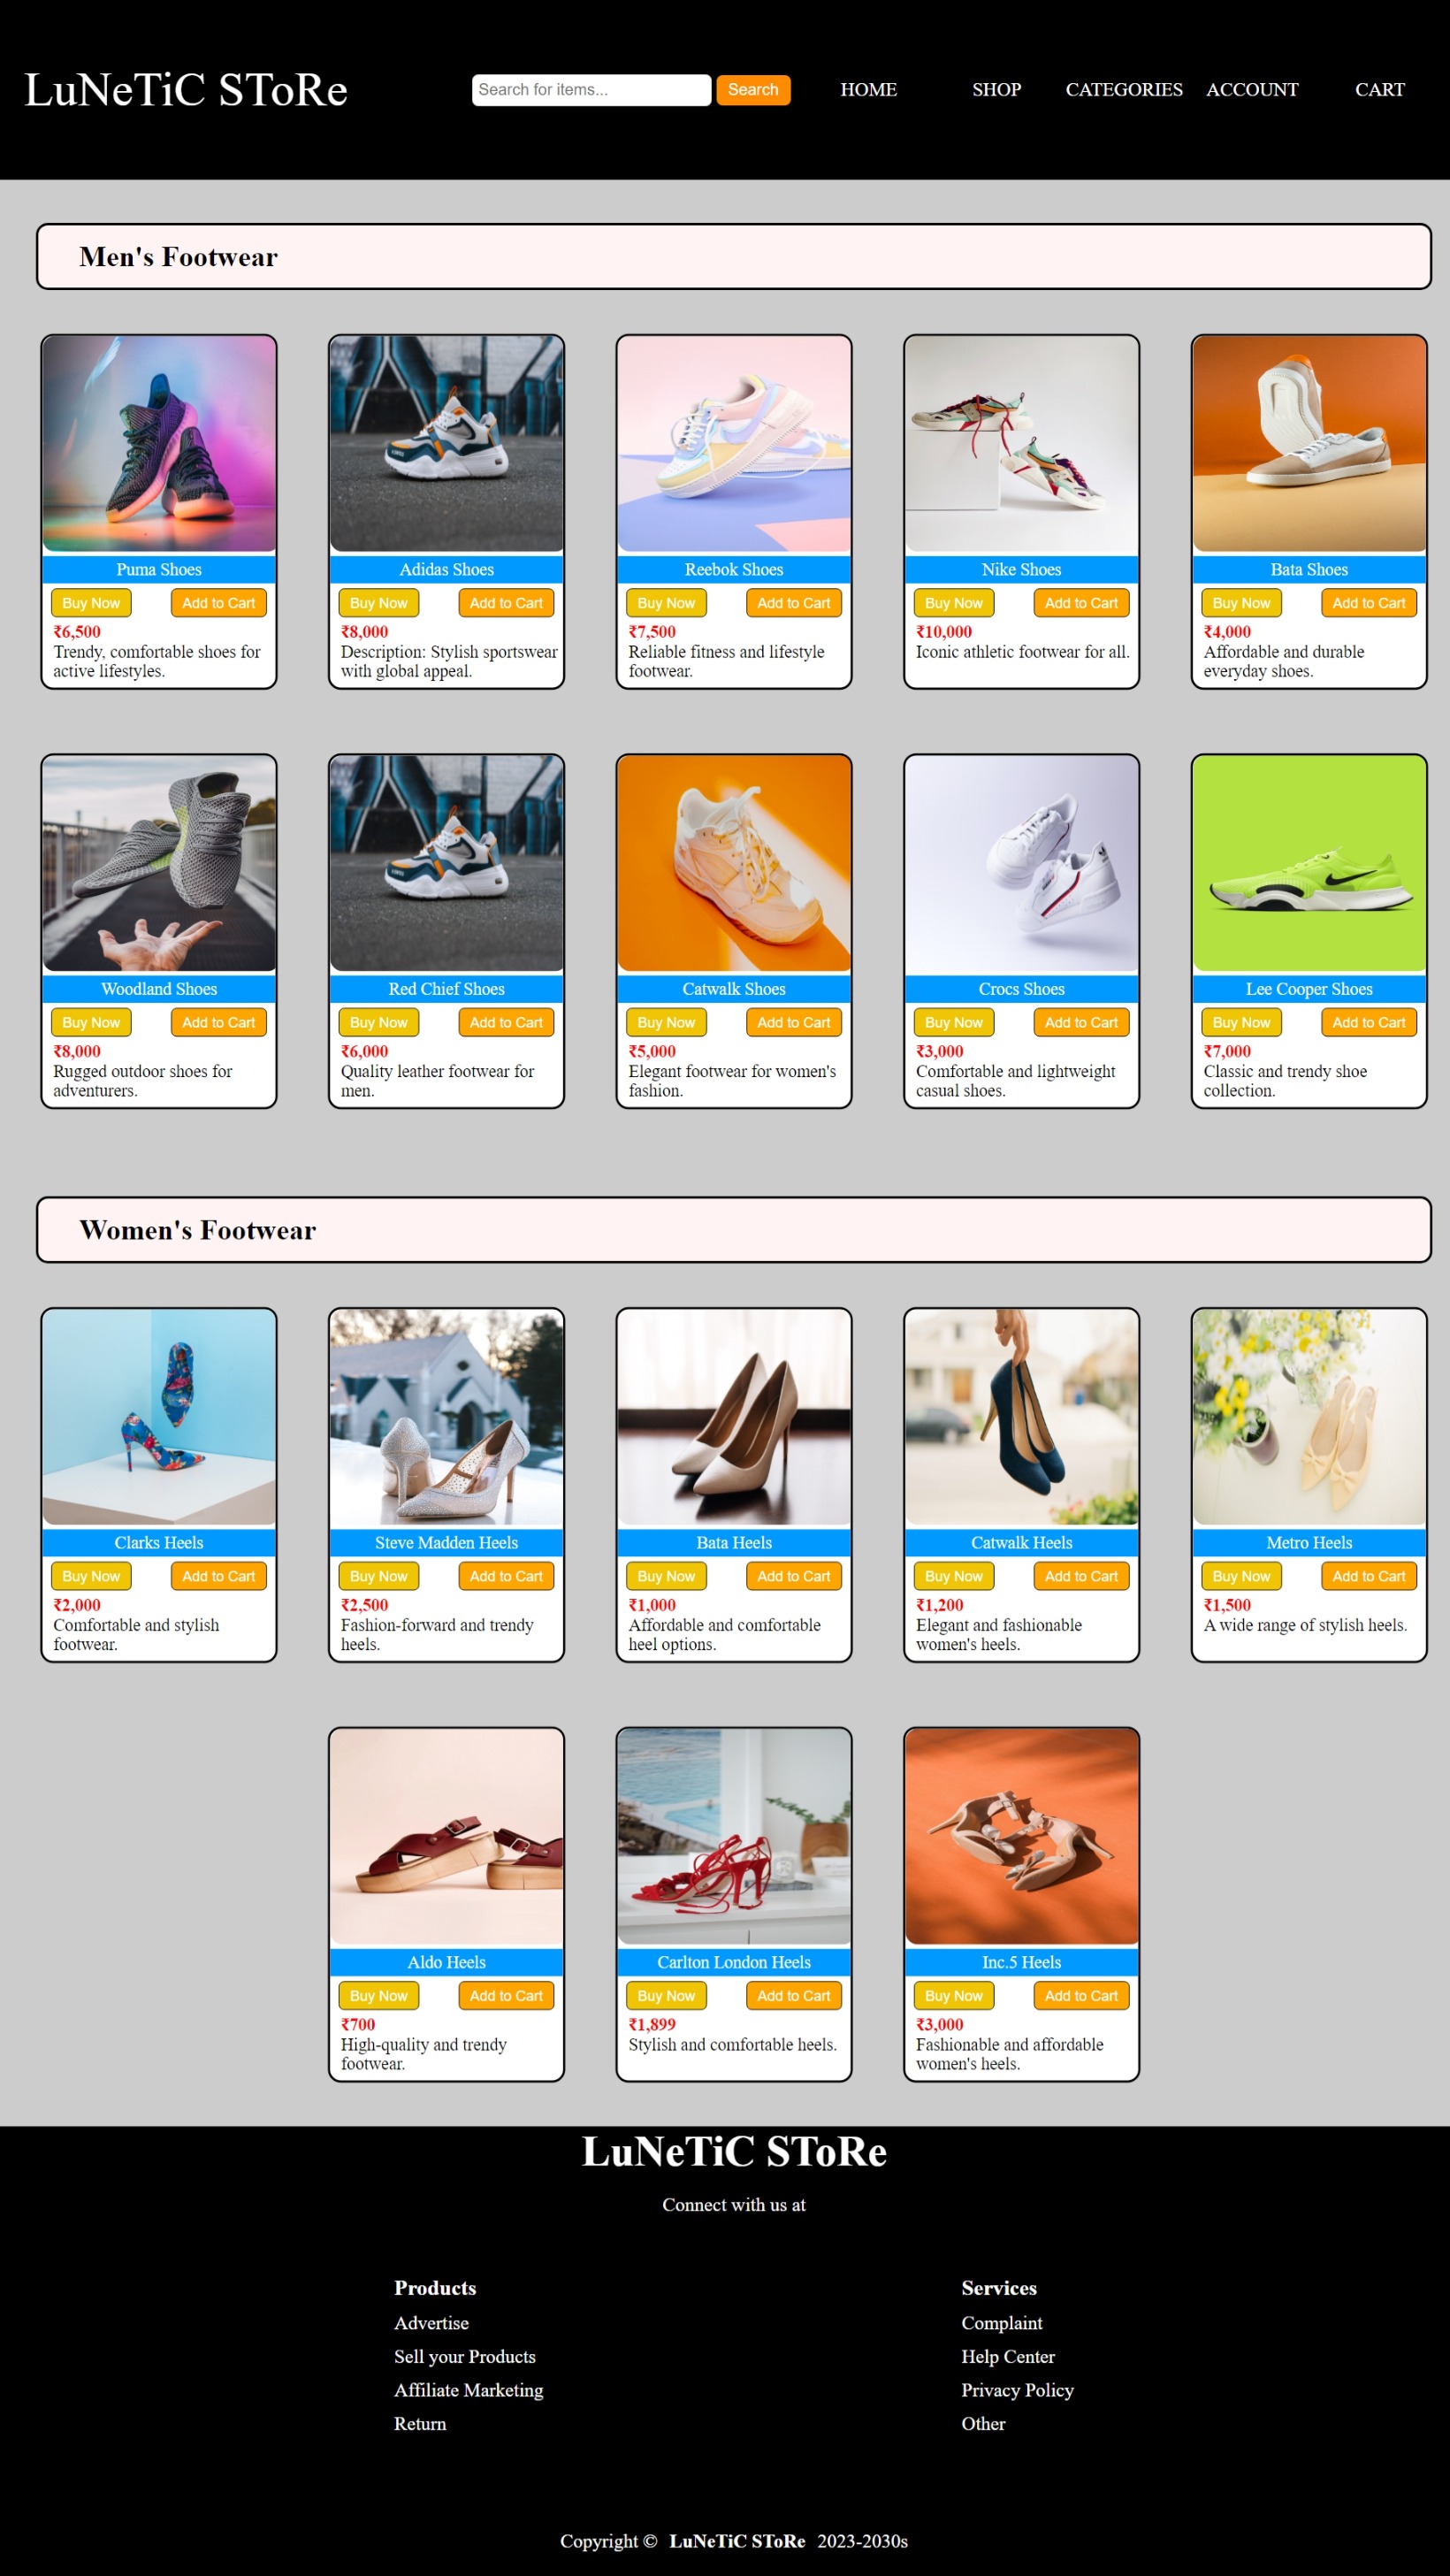 LuNeTiC SToRe
Search for items...
Search
HOME
SHOP
CATEGORIES
ACCOUNT
CART
Men's Footwear
Puma Shoes
Buy Now
Add to Cart
₹6,500
Trendy, comfortable shoes for
active lifestyles.
Adidas Shoes
Buy Now
Add to Cart
₹8,000
Description: Stylish sportswear
with global appeal.
Reebok Shoes
Buy Now
Add to Cart
₹7,500
Reliable fitness and lifestyle
footwear.
Nike Shoes
Buy Now
Add to Cart
₹10,000
Iconic athletic footwear for all.
Bata Shoes
Buy Now
Add to Cart
₹4,000
Affordable and durable
everyday shoes.
Woodland Shoes
Buy Now
Add to Cart
₹8,000
Rugged outdoor shoes for
adventurers.
Red Chief Shoes
Buy Now
Add to Cart
₹6,000
Quality leather footwear for
men.
Catwalk Shoes
Buy Now
Add to Cart
₹5,000
Elegant footwear for women's
fashion.
Crocs Shoes
Buy Now
Add to Cart
₹3,000
Comfortable and lightweight
casual shoes.
Lee Cooper Shoes
Buy Now
Add to Cart
₹7,000
Classic and trendy shoe
collection.
Women's Footwear
Clarks Heels
Buy Now
Add to Cart
₹2,000
Comfortable and stylish
footwear.
Steve Madden Heels
Buy Now
Add to Cart
₹2,500
Fashion-forward and trendy
heels.
Bata Heels
Buy Now
Add to Cart
₹1,000
Affordable and comfortable
heel options.
Catwalk Heels
Buy Now
Add to Cart
₹1,200
Elegant and fashionable
women's heels.
Metro Heels
Buy Now
Add to Cart
₹1,500
A wide range of stylish heels.
Aldo Heels
Buy Now
Add to Cart
₹700
High-quality and trendy
footwear.
Carlton London Heels
Buy Now
Add to Cart
₹1,899
Stylish and comfortable heels.
Inc.5 Heels
Buy Now
Add to Cart
₹3,000
Fashionable and affordable
women's heels.
LuNeTiC SToRe
Connect with us at
Products
Advertise
Sell your Products
Affiliate Marketing
Return
Services
Complaint
Help Center
Privacy Policy
Other
Copyright © LuNeTiC SToRe 2023-2030s